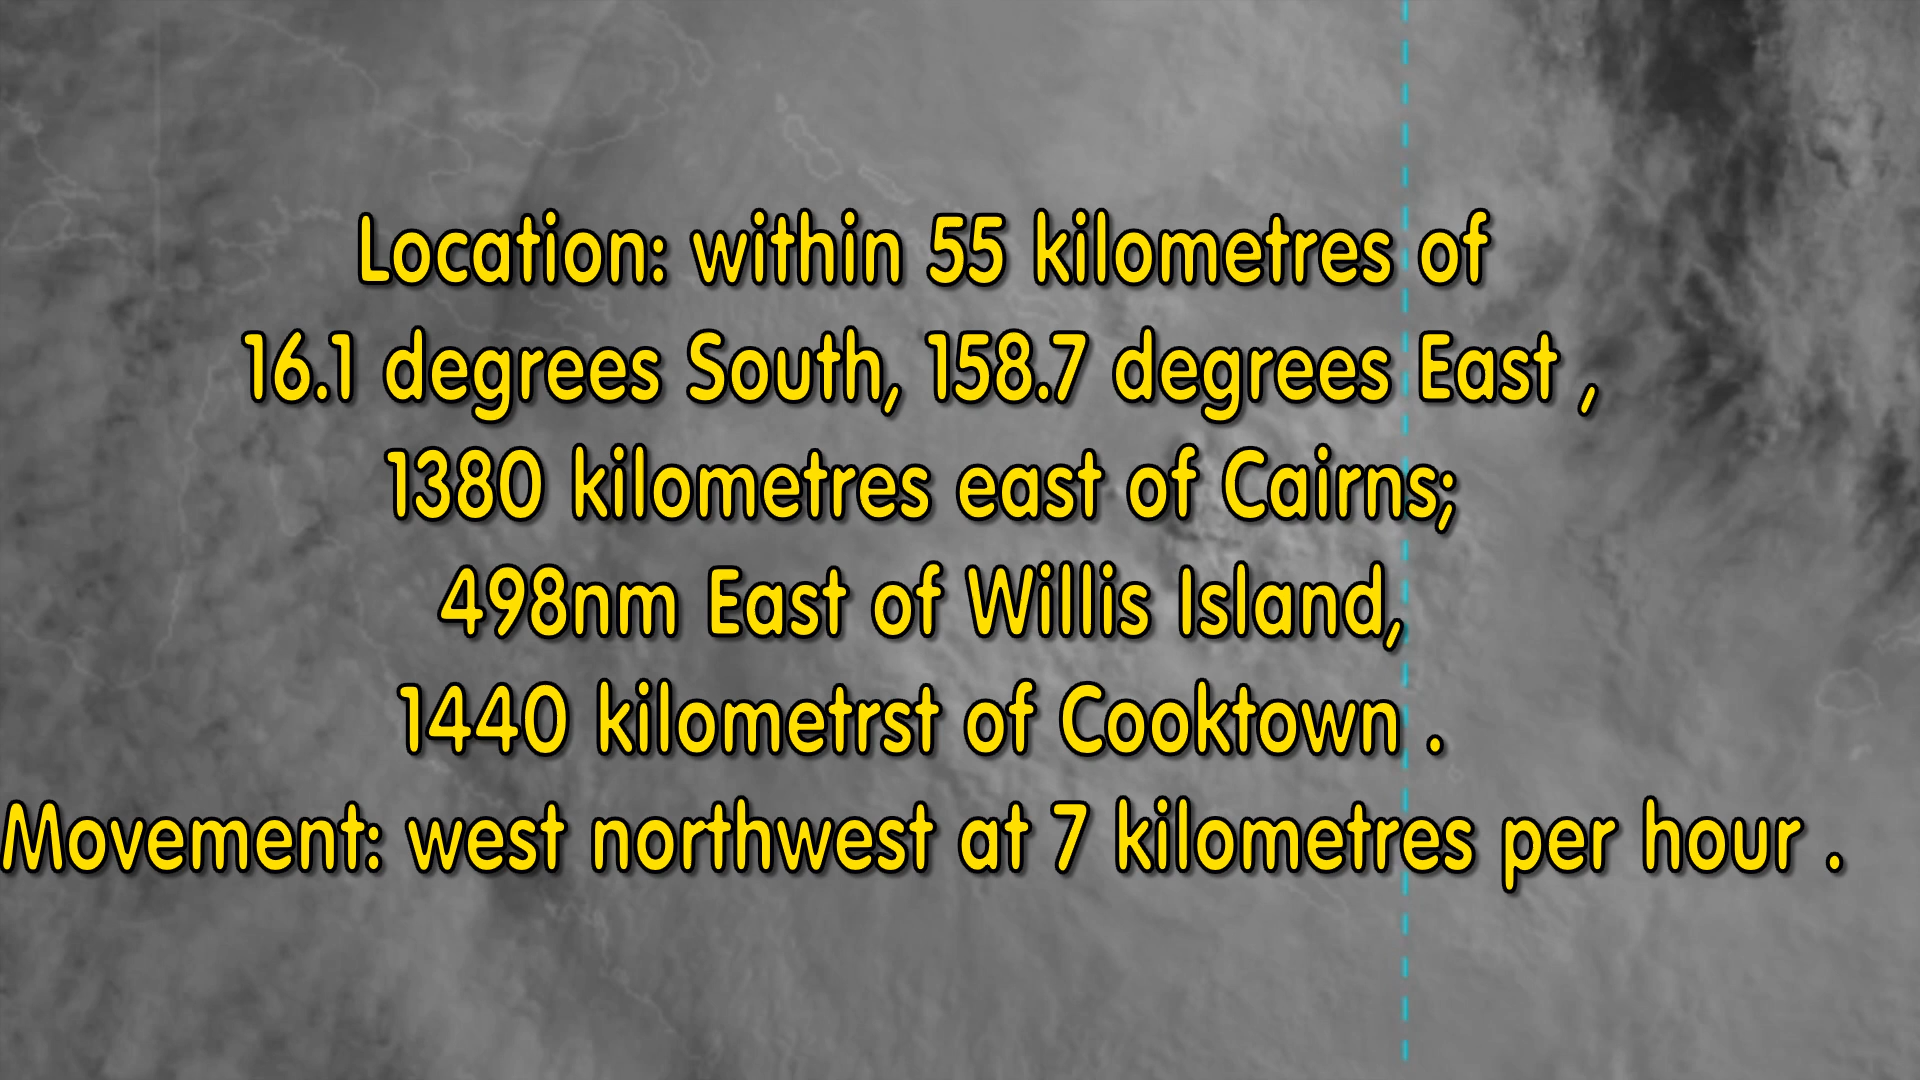 Location: within 55 kilometres of
16.1 degrees South, 158.7 degrees East ,
1380 kilometres east of Cairns;
498nm East of Willis Island,
1440 kilometrst of Cooktown .
Movement: west northwest at 7 kilometres per hour .